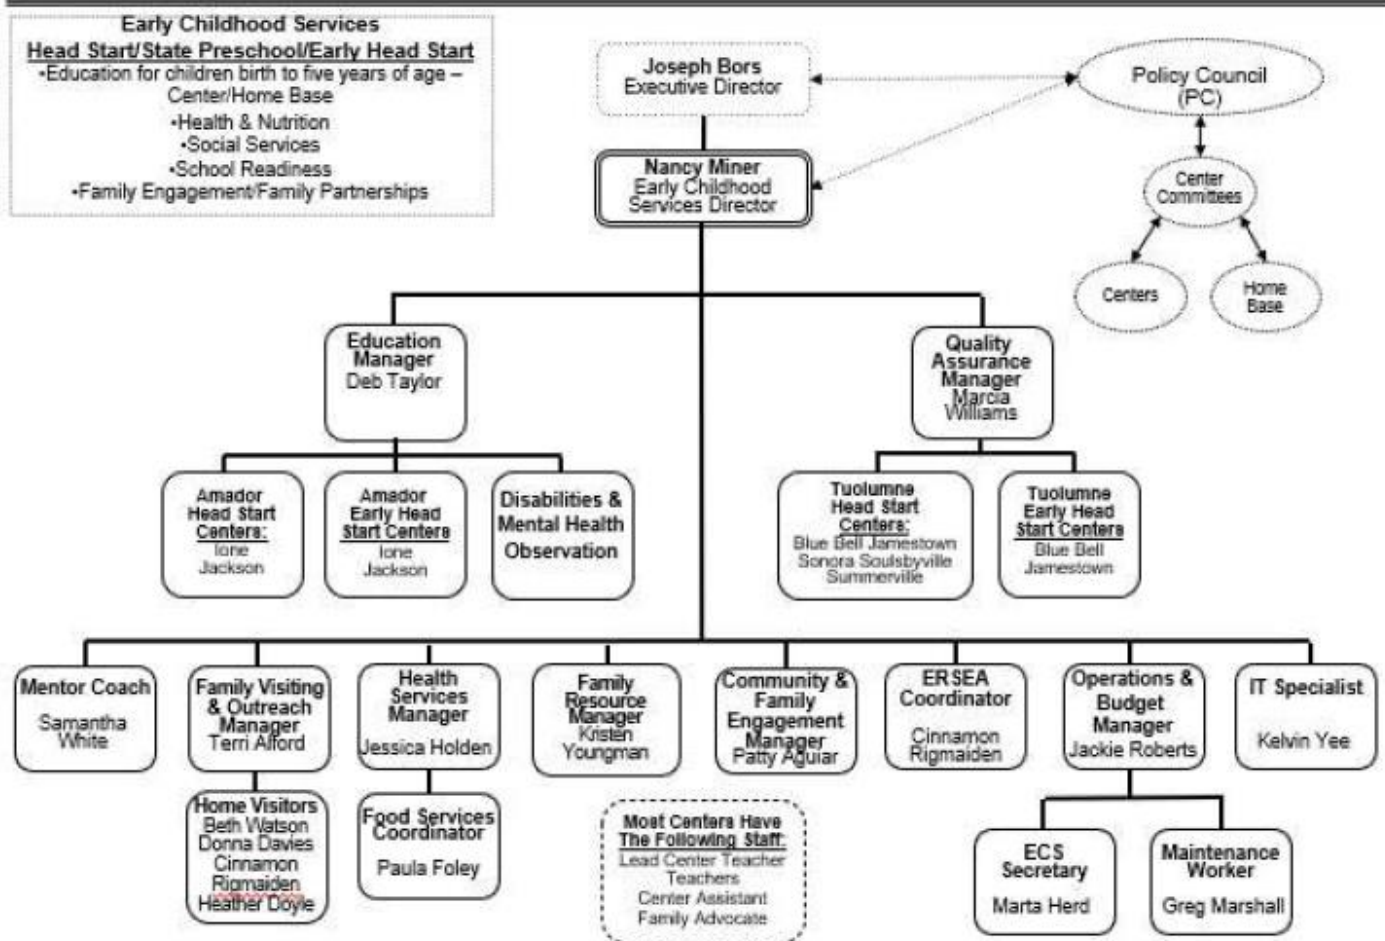 Early Childhood Services
Head Start/State Preschool/Early Head Start
•Education for children birth to five years of age –
Center/Home Base
•Health & Nutrition
•Social Services
•School Readiness
•Family Engagement/Family Partnerships
Joseph Bors
Executive Director
Policy Council
(PC)
Nancy Miner
Early Childhood
Services Director
Center
Committees
Centers
Home
Base
Education
Manager
Deb Taylor
Quality
Assurance
Manager
Marcia
Williams
Amador
Head Start
Centers:
Ione
Jackson
Amador
Early Head
Start Centers
Ione
Jackson
Disabilities &
Mental Health
Observation
Tuolumne
Head Start
Centers:
Blue Bell Jamestown
Sonora Soulsbyville
Summerville
Tuolumne
Early Head
Start Centers
Blue Bell
Jamestown
Mentor Coach
Samantha
White
Family Visiting
& Outreach
Manager
Terri Alford
Health
Services
Manager
Jessica Holden
Family
Resource
Manager
Kristen
Youngman
Community &
Family
Engagement
Manager
Patty Aguiar
ERSEA
Coordinator
Cinnamon
Rigmaiden
Operations &
Budget
Manager
Jackie Roberts
IT Specialist
Kelvin Yee
Home Visitors
Beth Watson
Donna Davies
Cinnamon
Rigmaiden
Heather Doyle
Food Services
Coordinator
Paula Foley
Most Centers Have
The Following Staff:
Lead Center Teacher
Teachers
Center Assistant
Family Advocate
ECS
Secretary
Marta Herd
Maintenance
Worker
Greg Marshall